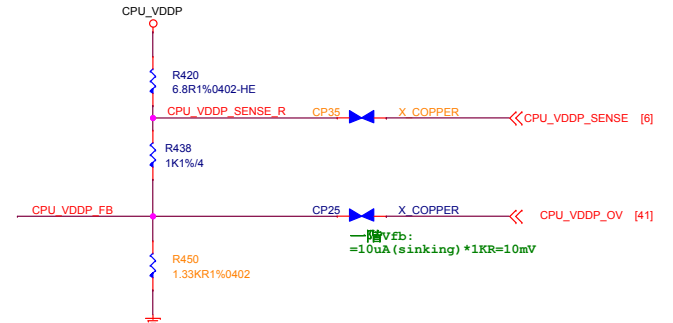 CPU_VDDP
R420
6.8R1%0402-HE
CPU_VDDP_SENSE_R CP35 X_COPPER CPU_VDDP_SENSE [6]
R438
1K1%/4
CPU_VDDP_FB CP25 X_COPPER CPU_VDDP_OV [41]
一階Vfb:
=10uA(sinking)*1KR=10mV
R450
1.33KR1%0402